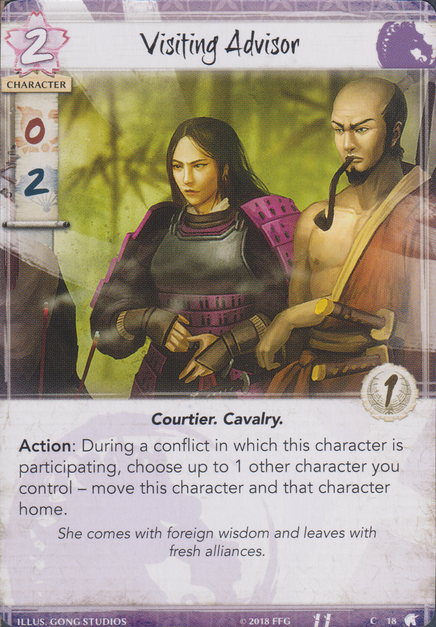 2
Visiting Advisor
CHARACTER
0
2
1
Courtier. Cavalry.
Action: During a conflict in which this character is
participating, choose up to 1 other character you
control – move this character and that character
home.
She comes with foreign wisdom and leaves with
fresh alliances.
ILLUS. GONG STUDIOS © 2018 FFG C 18